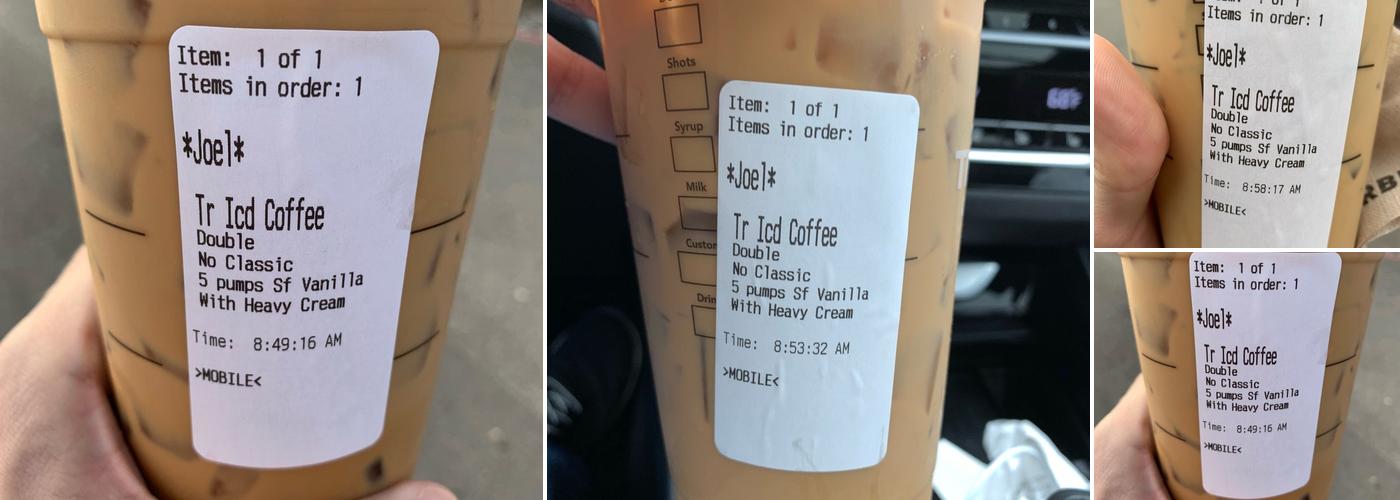 Item: 1 of 1
Items in order: 1
*Joel*
Tr Icd Coffee
Double
No Classic
5 pumps Sf Vanilla
With Heavy Cream
Time: 8:49:16 AM
>MOBILE<
Shots
Syrup
Milk
Custom
Item: 1 of 1
Items in order: 1
*Joel*
Tr Icd Coffee
Double
No Classic
5 pumps Sf Vanilla
With Heavy Cream
Time: 8:53:32 AM
>MOBILE<
68°F
Items in order: 1
*Joel*
Tr Icd Coffee
Double
No Classic
5 pumps Sf Vanilla
With Heavy Cream
Time: 8:58:17 AM
>MOBILE<
Item: 1 of 1
Items in order: 1
*Joel*
Tr Icd Coffee
Double
No Classic
5 pumps Sf Vanilla
With Heavy Cream
Time: 8:49:16 AM
>MOBILE<